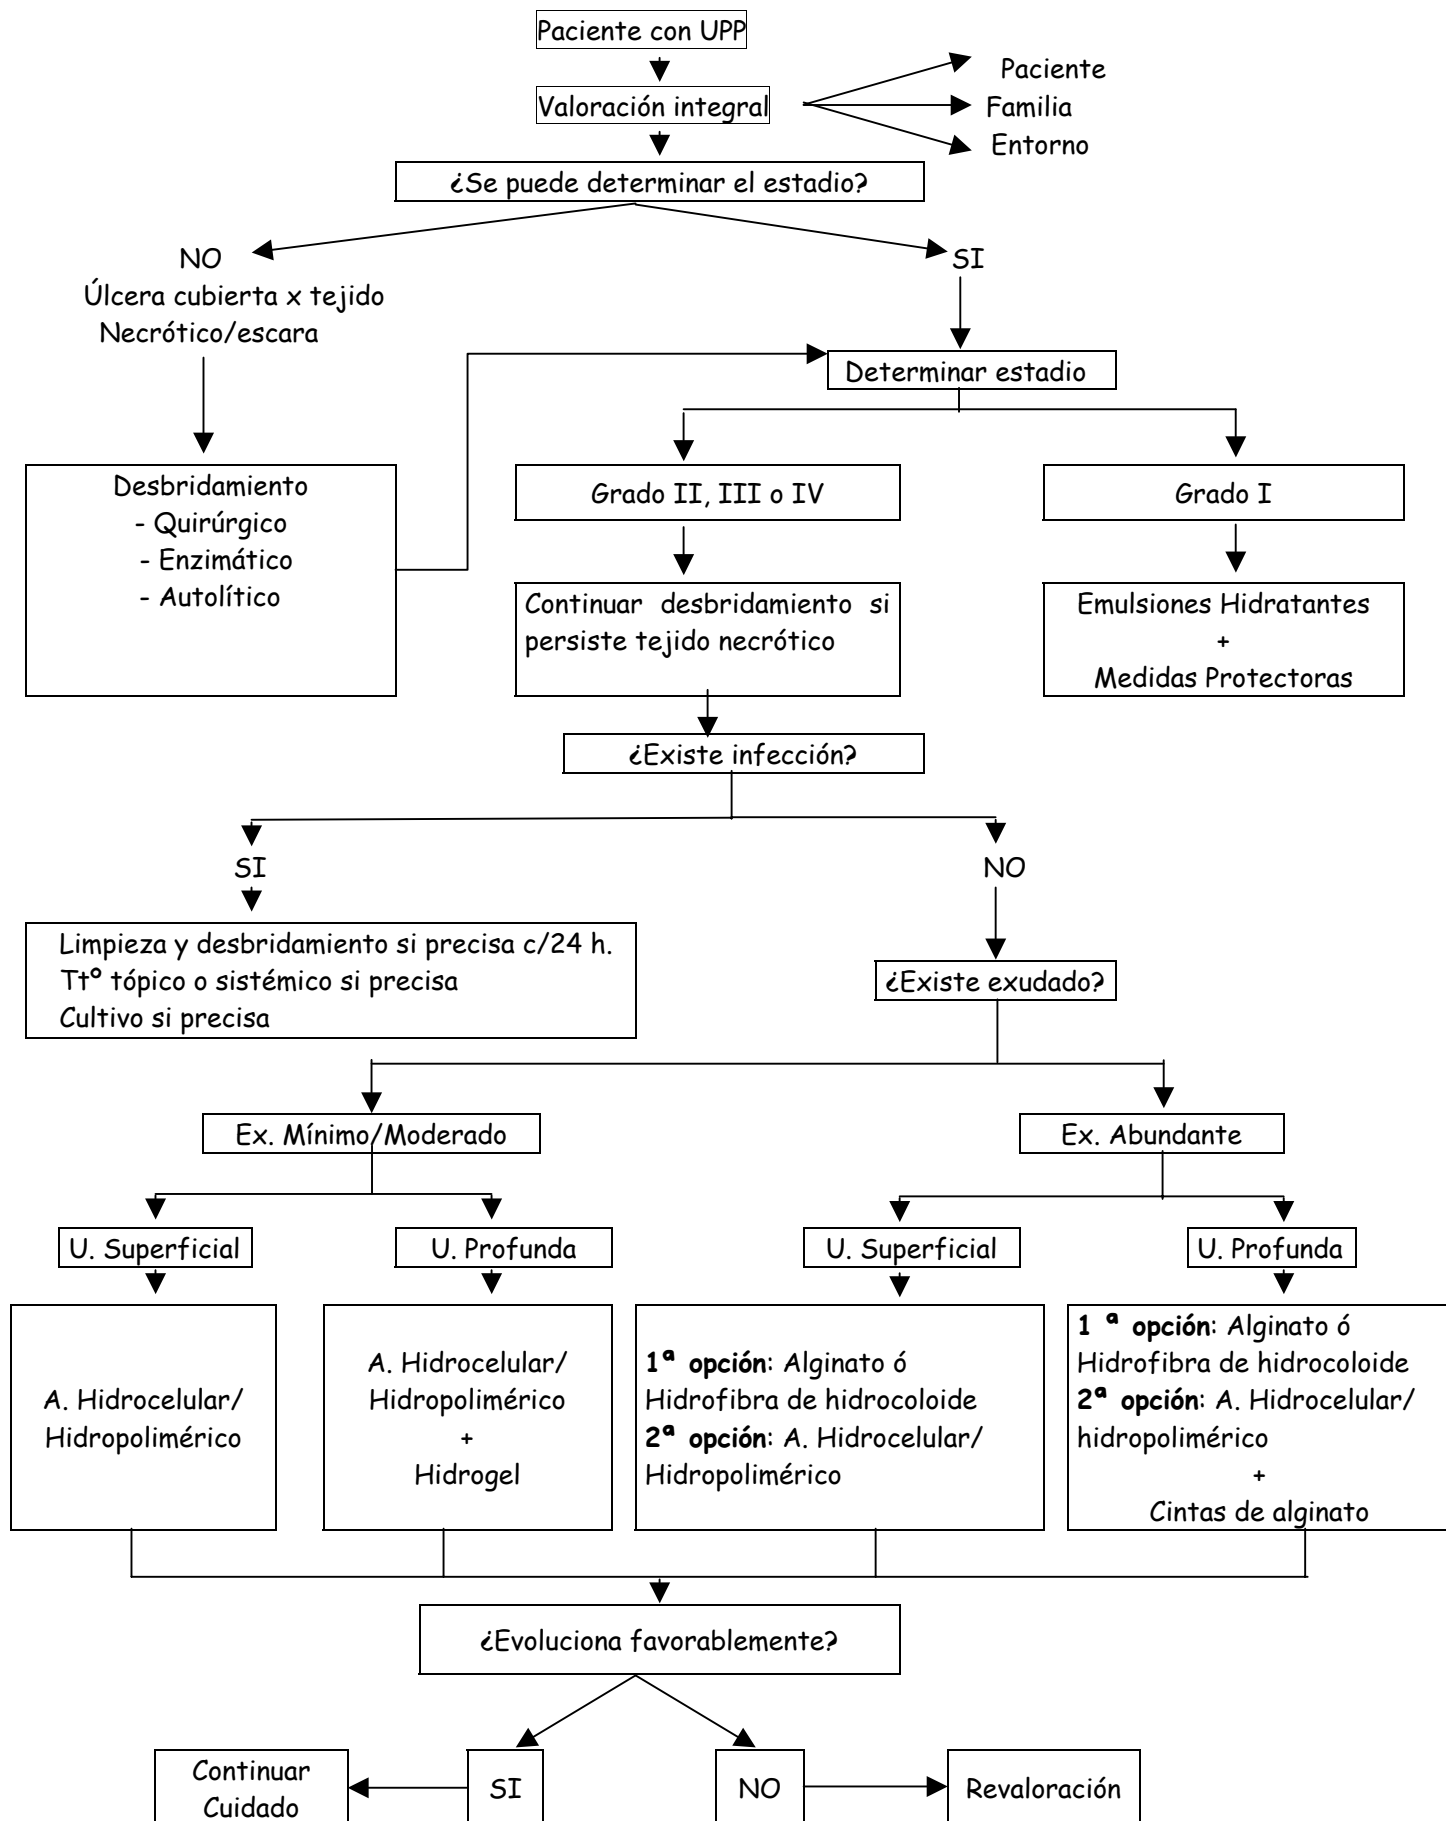 Paciente con UPP
Valoración integral
Paciente
Familia
Entorno
¿Se puede determinar el estadio?
NO
Úlcera cubierta x tejido
Necrótico/escara
SI
Determinar estadio
Desbridamiento
- Quirúrgico
- Enzimático
- Autolítico
Grado II, III o IV
Grado I
Continuar desbridamiento si
persiste tejido necrótico
Emulsiones Hidratantes
+
Medidas Protectoras
¿Existe infección?
SI
NO
Limpieza y desbridamiento si precisa c/24 h.
Ttº tópico o sistémico si precisa
Cultivo si precisa
¿Existe exudado?
Ex. Mínimo/Moderado
Ex. Abundante
U. Superficial
U. Profunda
U. Superficial
U. Profunda
A. Hidrocelular/
Hidropolimérico
A. Hidrocelular/
Hidropolimérico
+
Hidrogel
1ª opción: Alginato ó
Hidrofibra de hidrocoloide
2ª opción: A. Hidrocelular/
Hidropolimérico
1 ª opción: Alginato ó
Hidrofibra de hidrocoloide
2ª opción: A. Hidrocelular/
hidropolimérico
+
Cintas de alginato
¿Evoluciona favorablemente?
Continuar
Cuidado
SI
NO
Revaloración